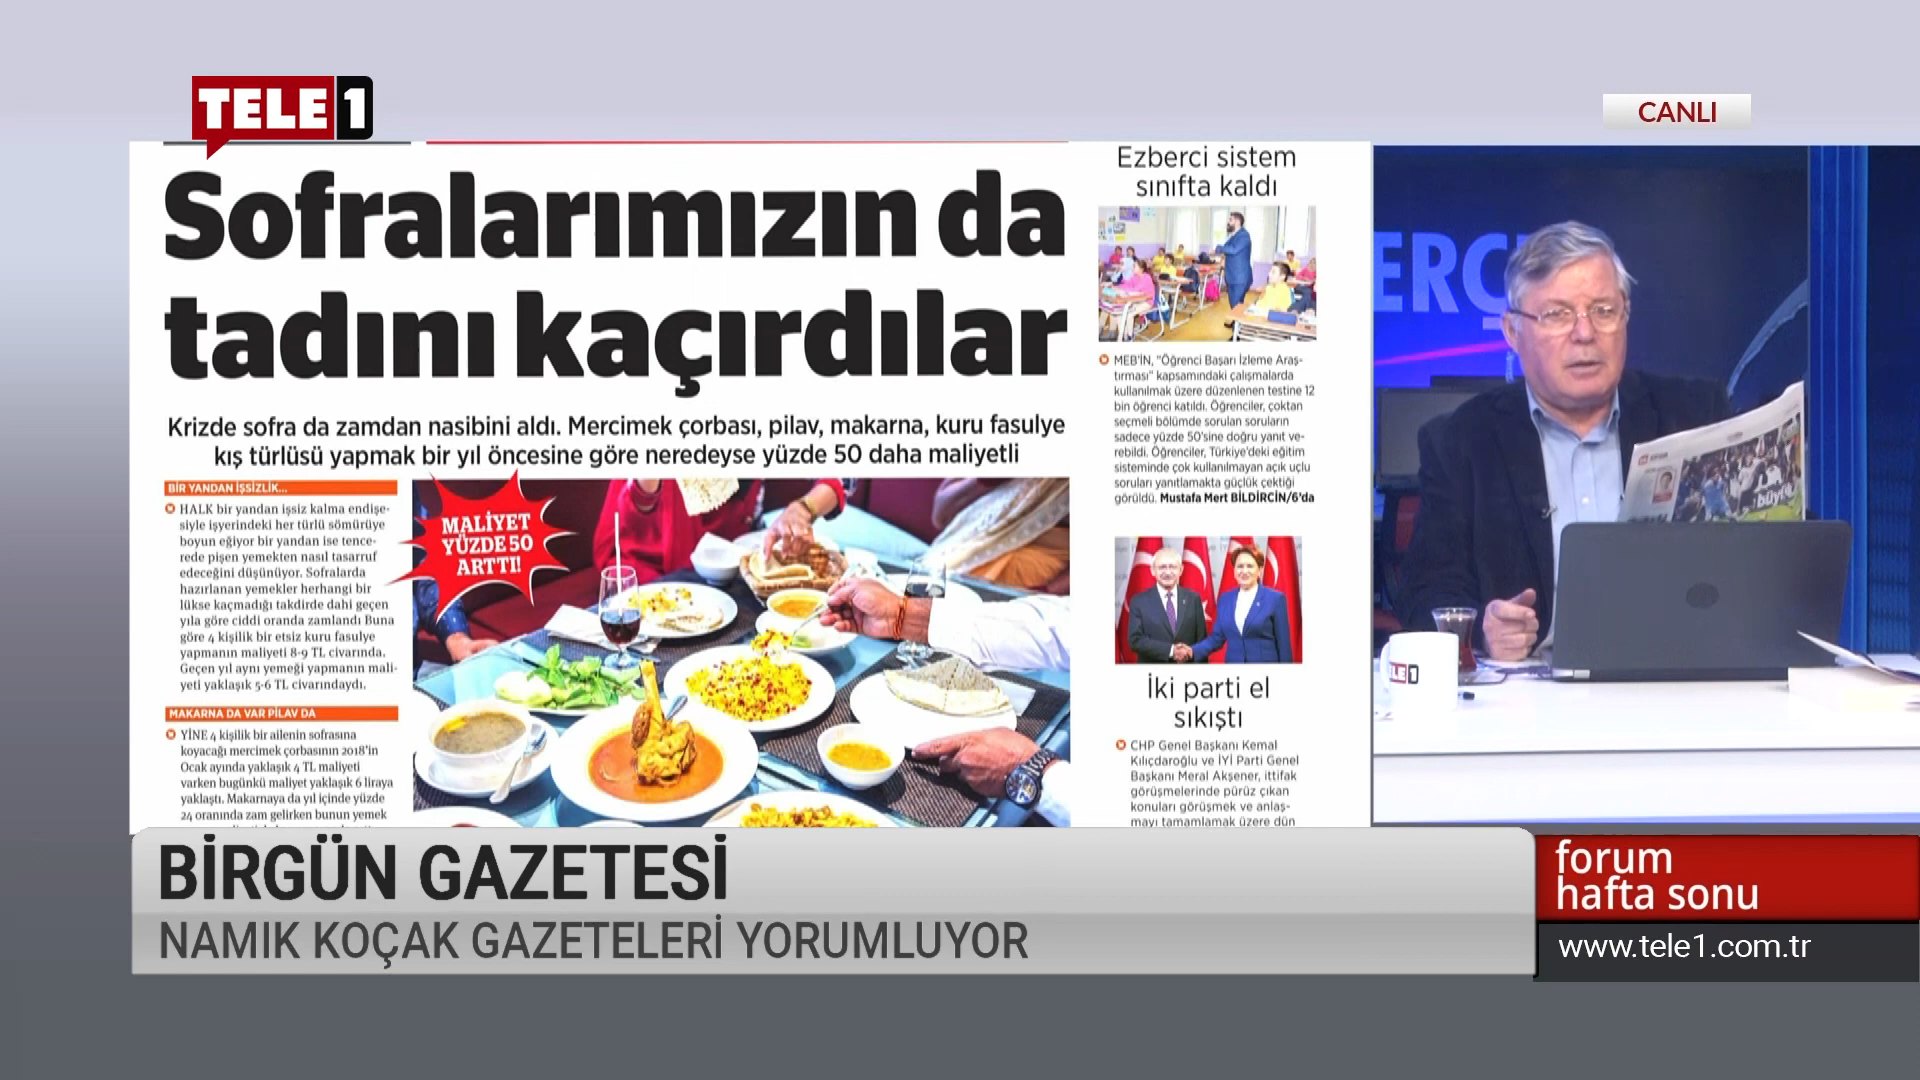 TELE1
CANLI
Sofralarımızın da
tadını kaçırdılar
Krizde sofra da zamdan nasibini aldı. Mercimek çorbası, pilav, makarna, kuru fasulye
kış türlüsü yapmak bir yıl öncesine göre neredeyse yüzde 50 daha maliyetli
BİR YANDAN İŞSİZLİK...
HALK bir yandan işsiz kalma endişe-
siyle işyerindeki her türlü sömürüye
boyun eğiyor bir yandan ise tence-
rede pişen yemekten nasıl tasarruf
edeceğini düşünüyor. Sofralarda
hazırlanan yemekler herhangi bir
lükse kaçmadığı takdirde dahi geçen
yıla göre ciddi oranda zamlandı Buna
göre 4 kişilik bir etsiz kuru fasulye
yapmanın maliyeti 8-9 TL civarında.
Geçen yıl aynı yemeği yapmanın mali-
yeti yaklaşık 5-6 TL civarındaydı.
MAKARNA DA VAR PİLAV DA
YİNE 4 kişilik bir ailenin sofrasına
koyacağı mercimek çorbasının 2018'in
Ocak ayında yaklaşık 4 TL maliyeti
varken bugünkü maliyet yaklaşık 6 liraya
yaklaştı. Makarnaya da yıl içinde yüzde
24 oranında zam gelirken bunun yemek
MALİYET
YÜZDE 50
ARTTI!
Ezberci sistem
sınıfta kaldı
MEB'İN, "Öğrenci Başarı İzleme Araş-
tırması" kapsamındaki çalışmalarda
kullanılmak üzere düzenlenen testine 12
bin öğrenci katıldı. Öğrenciler, çoktan
seçmeli bölümde sorulan soruların
sadece yüzde 50'sine doğru yanıt ve-
rebildi. Öğrenciler, Türkiye'deki eğitim
sisteminde çok kullanılmayan açık uçlu
soruları yanıtlamakta güçlük çektiği
görüldü. Mustafa Mert BİLDİRCİN/6'da
İki parti el
sıkıştı
CHP Genel Başkanı Kemal
Kılıçdaroğlu ve İYİ Parti Genel
Başkanı Meral Akşener, ittifak
görüşmelerinde pürüz çıkan
konuları görüşmek ve anlaş-
mayı tamamlamak üzere dün
ERÇ
büyü
TELE1
BİRGÜN GAZETESİ
NAMIK KOÇAK GAZETELERİ YORUMLUYOR
forum
hafta sonu
www.tele1.com.tr